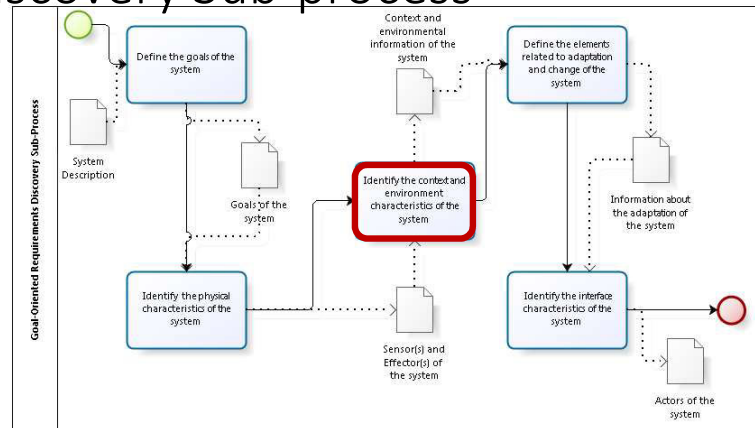 Discovery Sub-process
Goal-Oriented Requirements Discovery Sub-Process
Define the goals of the
system
System
Description
Goals of the
system
Identify the physical
characteristics of the
system
Context and
environmental
information of the
system
Identify the context and
environment
characteristics of the
system
Sensor(s) and
Effector(s) of
the system
Define the elements
related to adaptation
and change of the
system
Information about
the adaptation of
the system
Identify the interface
characteristics of the
system
Actors of the
system